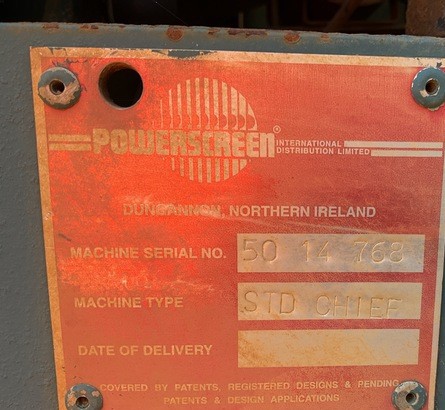 POWERSCREEN® INTERNATIONAL
DISTRIBUTION LIMITED
DUNGANNON, NORTHERN IRELAND
MACHINE SERIAL NO. 50 14 768
MACHINE TYPE STD CHIEF
DATE OF DELIVERY
COVERED BY PATENTS, REGISTERED DESIGNS & PENDING
PATENTS & DESIGN APPLICATIONS